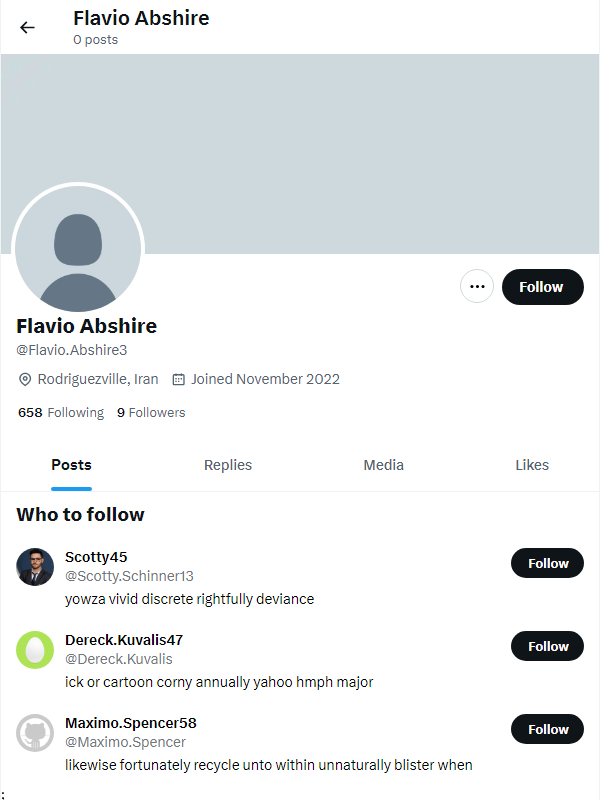 Flavio Abshire
0 posts
Follow
Flavio Abshire
@Flavio.Abshire3
Rodriguezville, Iran Joined November 2022
658 Following 9 Followers
Posts Replies Media Likes
Who to follow
Scotty45
@Scotty.Schinner13
Follow
yowza vivid discrete rightfully deviance
Dereck.Kuvalis47
@Dereck.Kuvalis
Follow
ick or cartoon corny annually yahoo hmph major
Maximo.Spencer58
@Maximo.Spencer
Follow
likewise fortunately recycle unto within unnaturally blister when
;